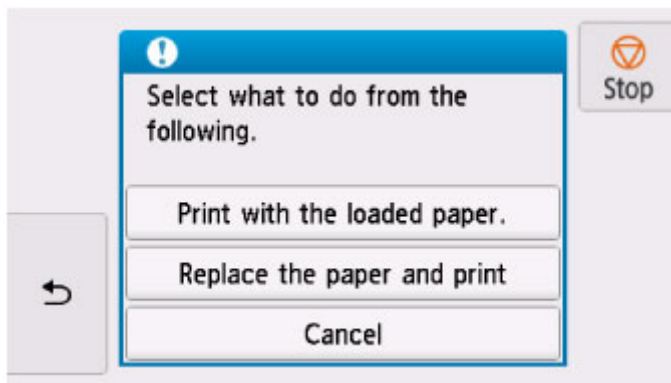 Select what to do from the
following.
Stop
Print with the loaded paper.
Replace the paper and print
Cancel